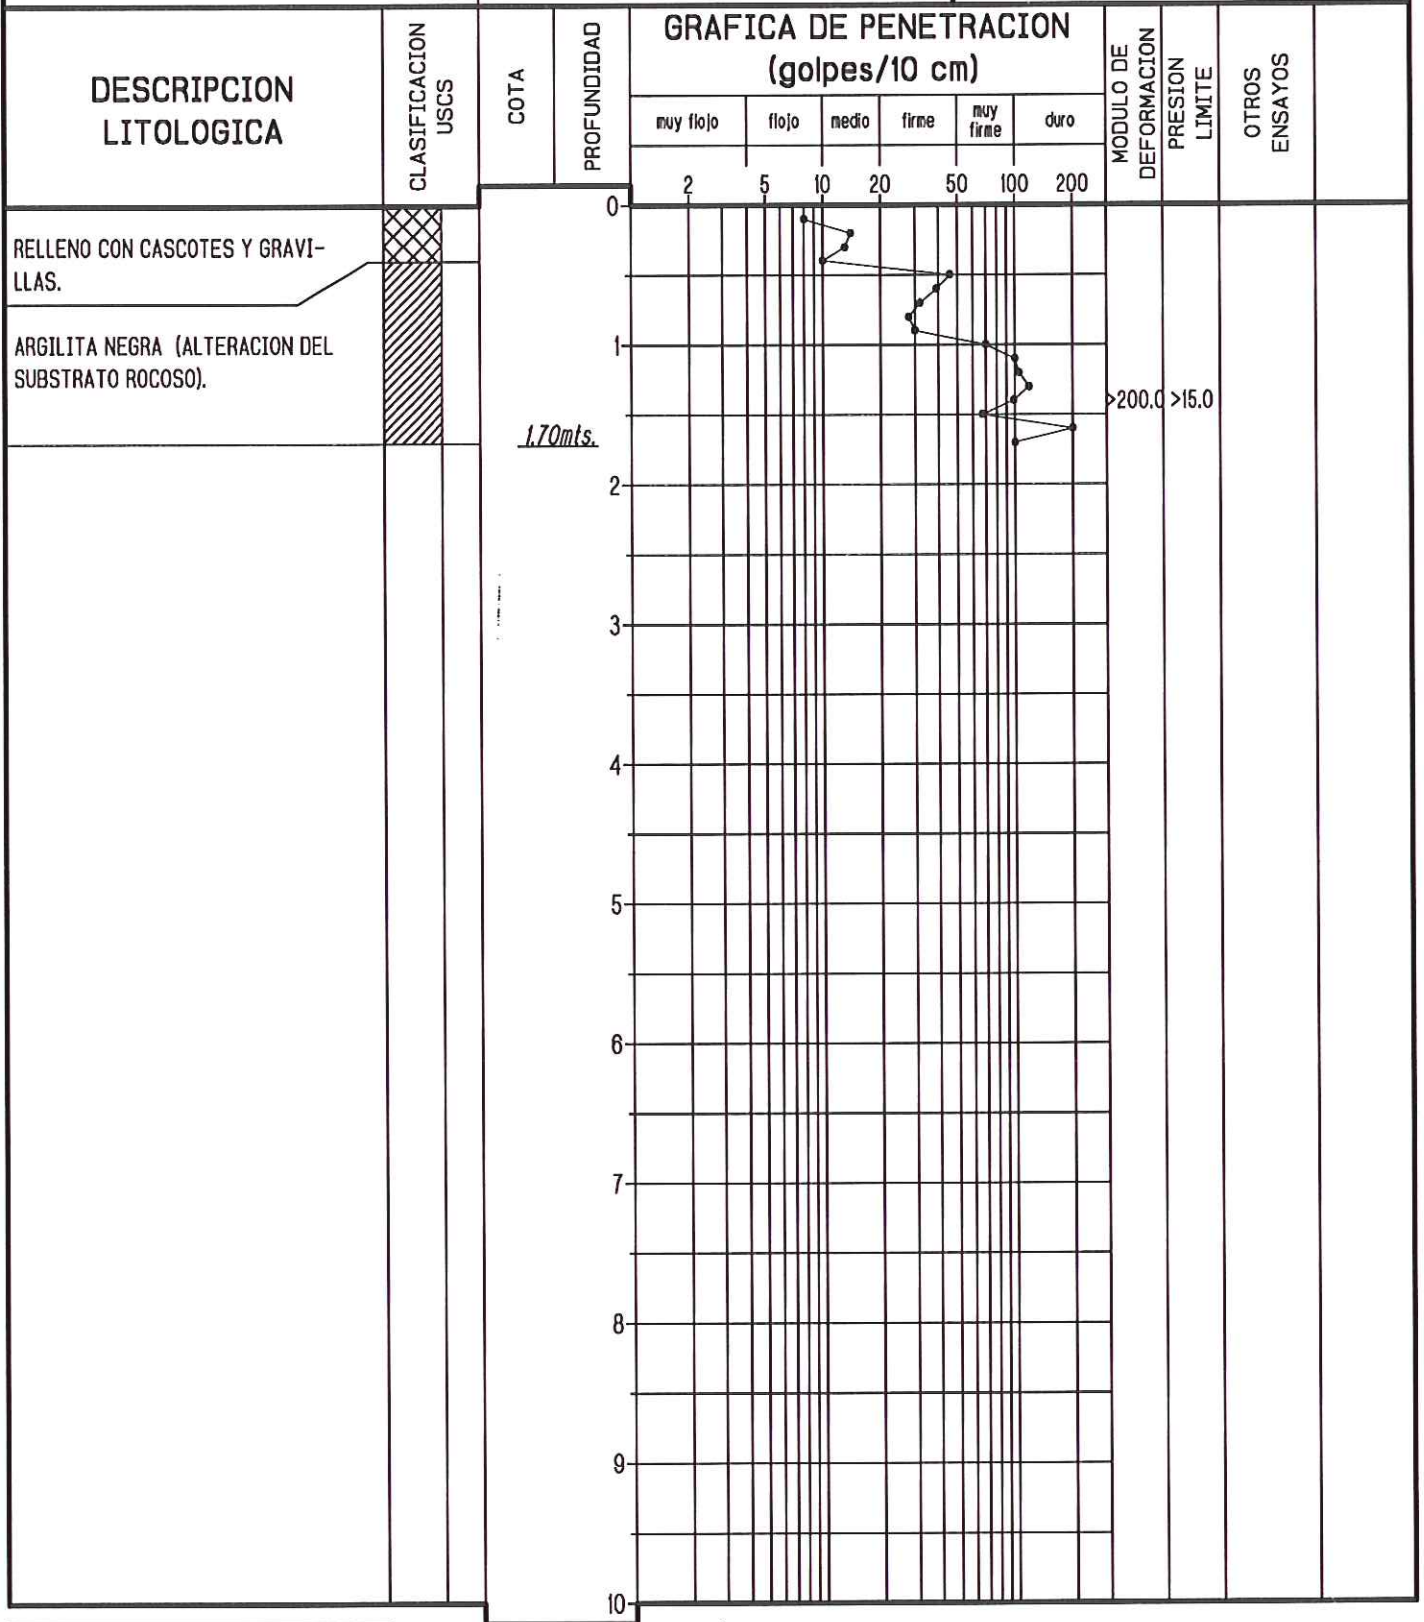 GRAFICA DE PENETRACION
(golpes/10 cm)
DESCRIPCION
LITOLOGICA
CLASIFICACION
USCS
COTA
PROFUNDIDAD
muy flojo
flojo
medio
firme
muy
firme
duro
MODULO DE
DEFORMACION
PRESION
LIMITE
OTROS
ENSAYOS
2 5 10 20 50 100 200
0
RELLENO CON CASCOTES Y GRAVI-
LLAS.
ARGILITA NEGRA (ALTERACION DEL
SUBSTRATO ROCOSO).
1
>200.0 >15.0
1.70mts.
2
3
4
5
6
7
8
9
10